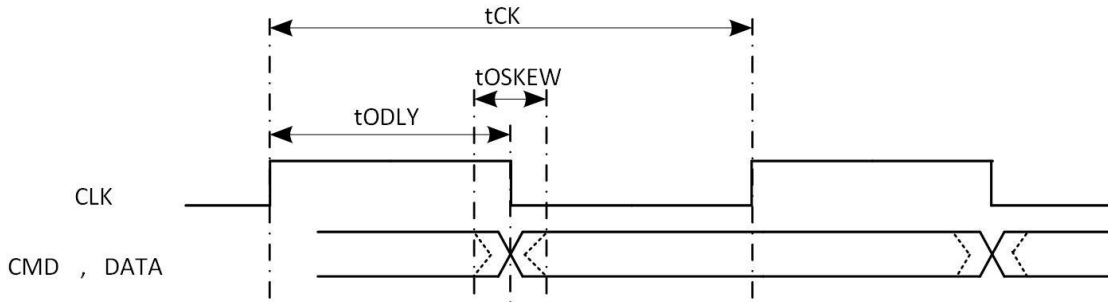 tCK
tOSKEW
tODLY
CLK
CMD , DATA